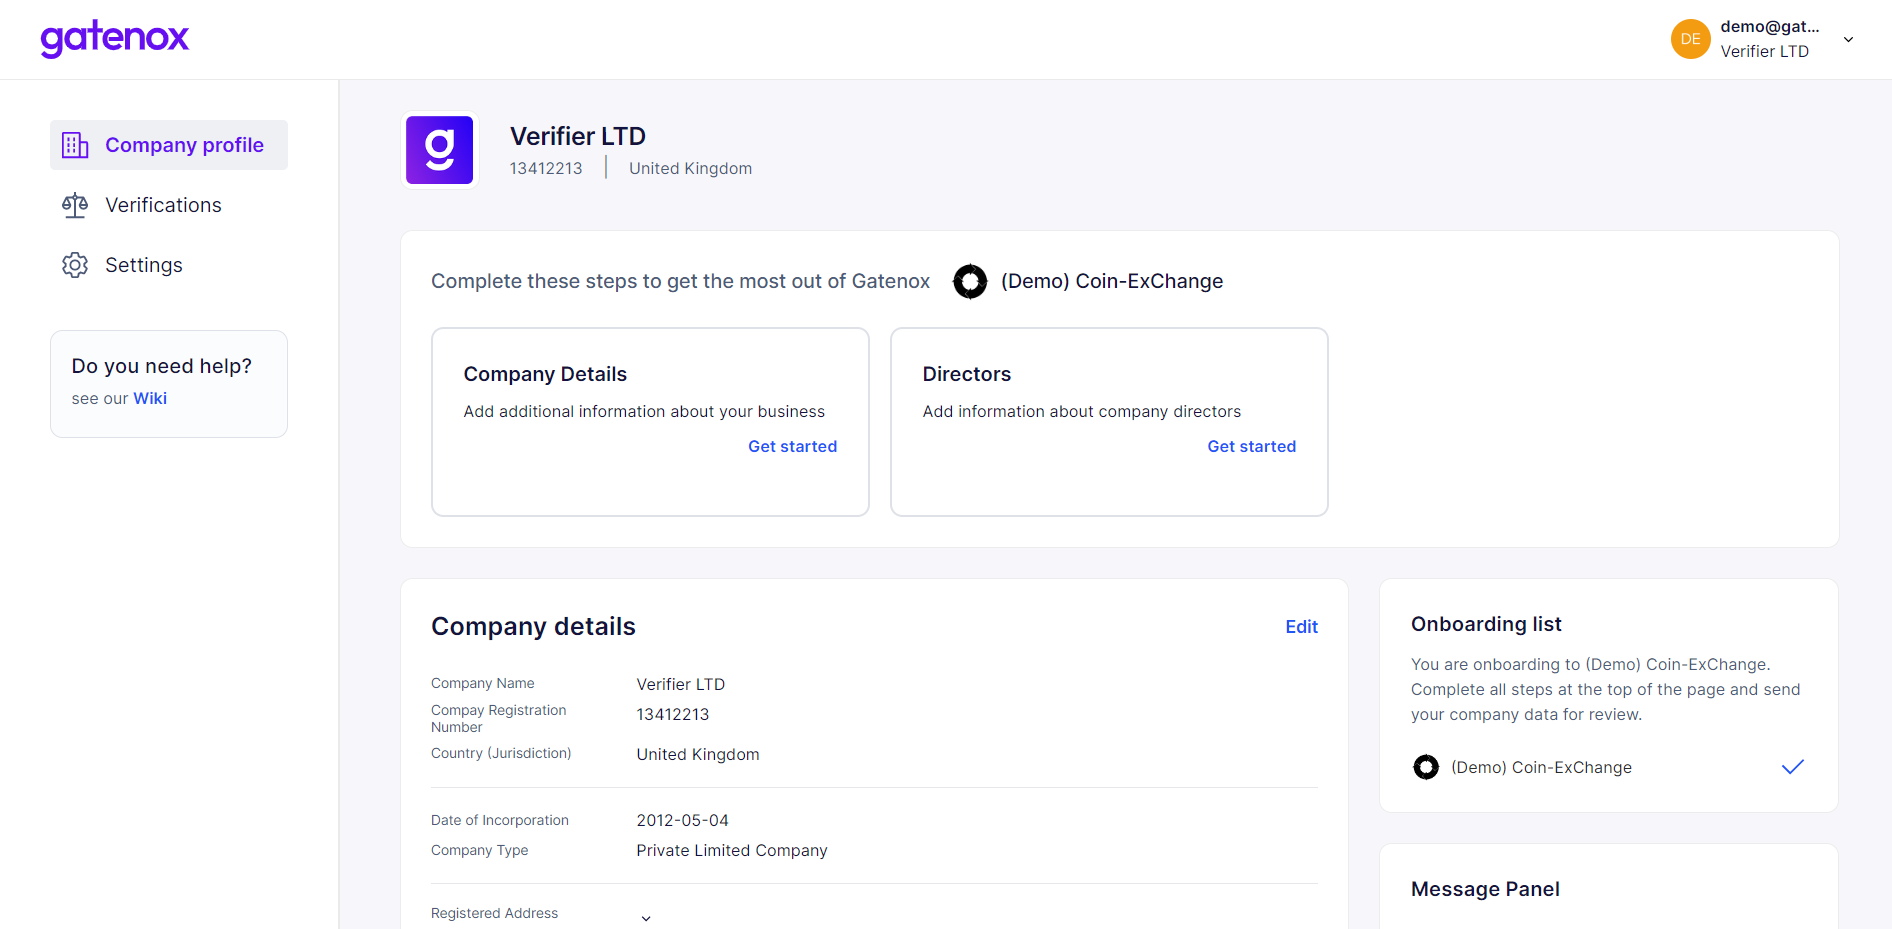 gatenox
DE
demo@gat...
Verifier LTD
Company profile
Verifications
Settings
Do you need help?
see our Wiki
g
Verifier LTD
13412213
United Kingdom
Complete these steps to get the most out of Gatenox
(Demo) Coin-ExChange
Company Details
Add additional information about your business
Get started
Directors
Add information about company directors
Get started
Company details
Edit
Company Name
Verifier LTD
Compay Registration
Number
13412213
Country (Jurisdiction)
United Kingdom
Date of Incorporation
2012-05-04
Company Type
Private Limited Company
Registered Address
Onboarding list
You are onboarding to (Demo) Coin-ExChange.
Complete all steps at the top of the page and send
your company data for review.
(Demo) Coin-ExChange
Message Panel